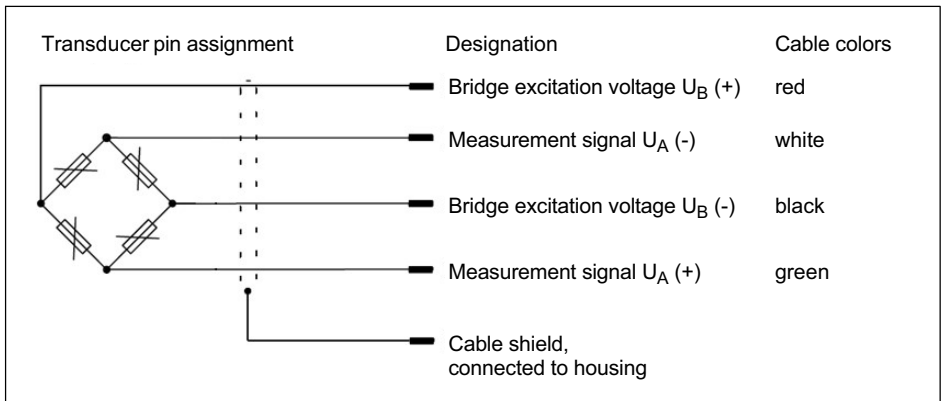 Transducer pin assignment Designation Cable colors
Bridge excitation voltage UB (+) red
Measurement signal UA (-) white
Bridge excitation voltage UB (-) black
Measurement signal UA (+) green
Cable shield,
connected to housing